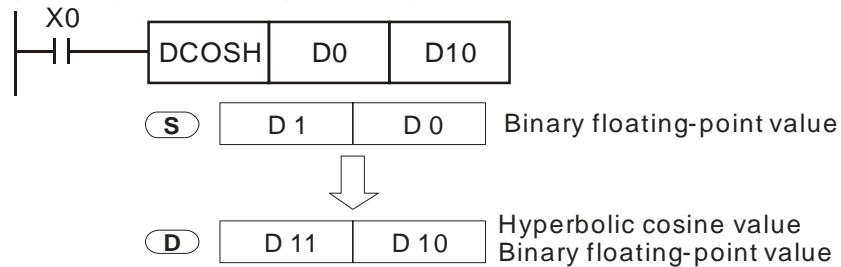 X0
DCOSH D0 D10
S D 1 D 0 Binary floating-point value
Hyperbolic cosine value
D D 11 D 10 Binary floating-point value